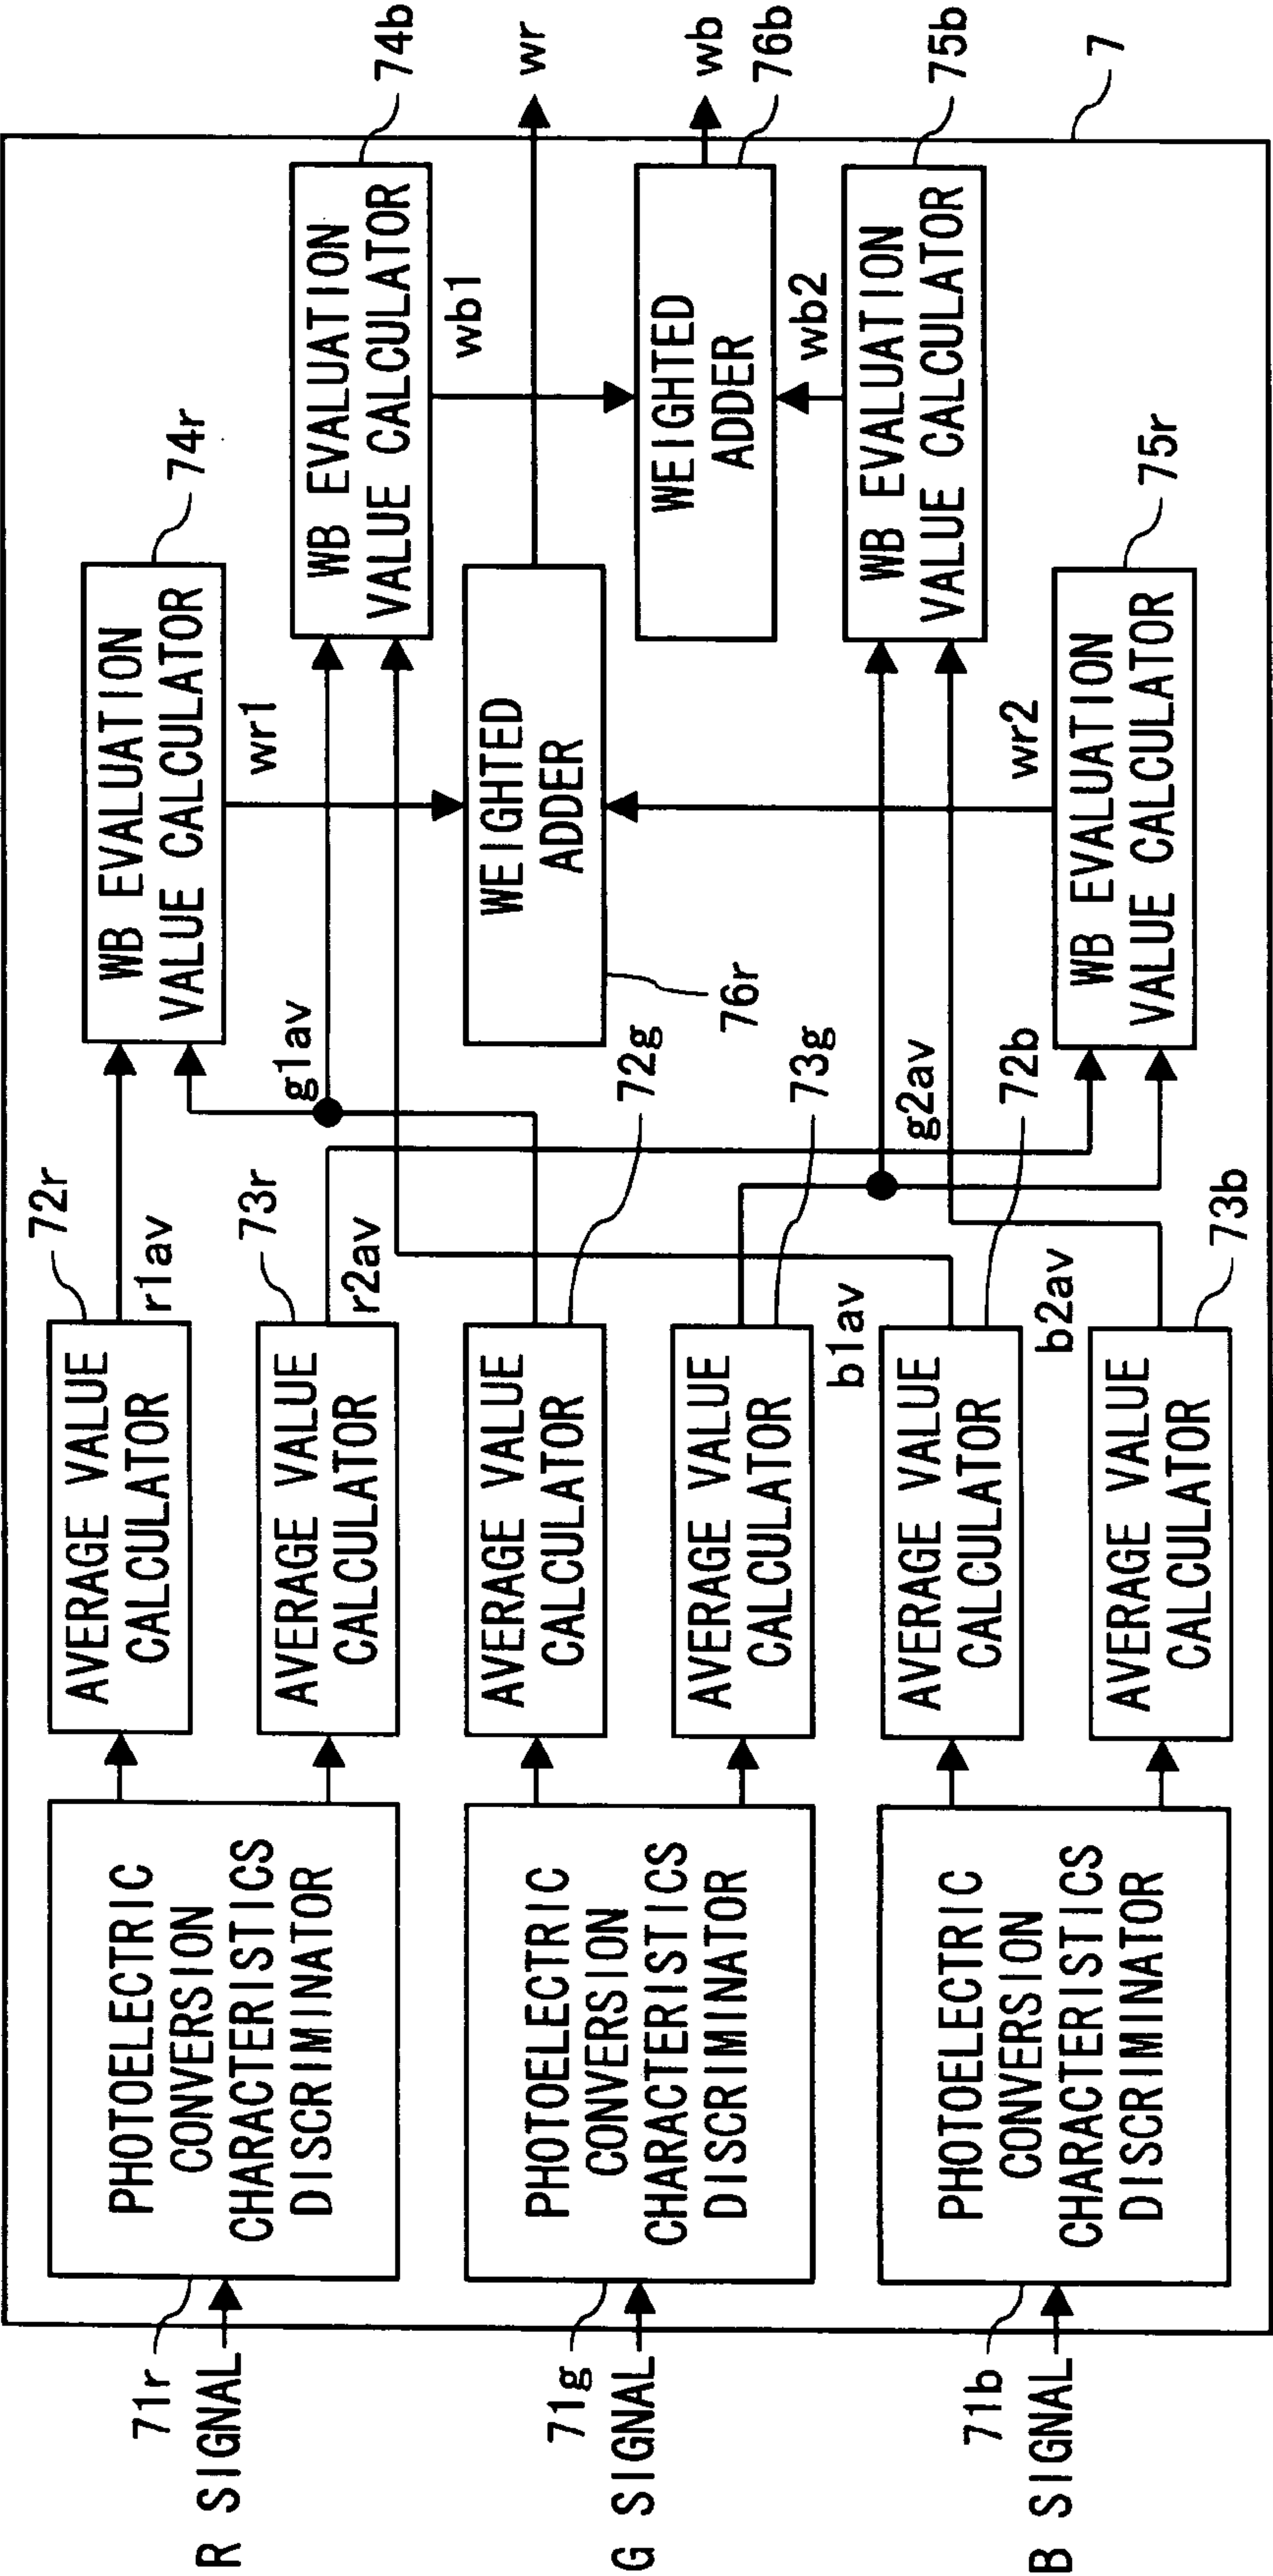 R SIGNAL
71r
PHOTOELECTRIC
CONVERSION
CHARACTERISTICS
DISCRIMINATOR
AVERAGE VALUE
CALCULATOR
72r
r1av
AVERAGE VALUE
CALCULATOR
73r
r2av
WB EVALUATION
VALUE CALCULATOR
74r
wr1
g1av
WB EVALUATION
VALUE CALCULATOR
74b
wb1
wr
G SIGNAL
71g
PHOTOELECTRIC
CONVERSION
CHARACTERISTICS
DISCRIMINATOR
AVERAGE VALUE
CALCULATOR
72g
AVERAGE VALUE
CALCULATOR
73g
WEIGHTED
ADDER
76r
WEIGHTED
ADDER
wb
76b
wb2
B SIGNAL
71b
PHOTOELECTRIC
CONVERSION
CHARACTERISTICS
DISCRIMINATOR
b1av
AVERAGE VALUE
CALCULATOR
72b
b2av
AVERAGE VALUE
CALCULATOR
73b
g2av
WB EVALUATION
VALUE CALCULATOR
75b
wr2
WB EVALUATION
VALUE CALCULATOR
75r
7